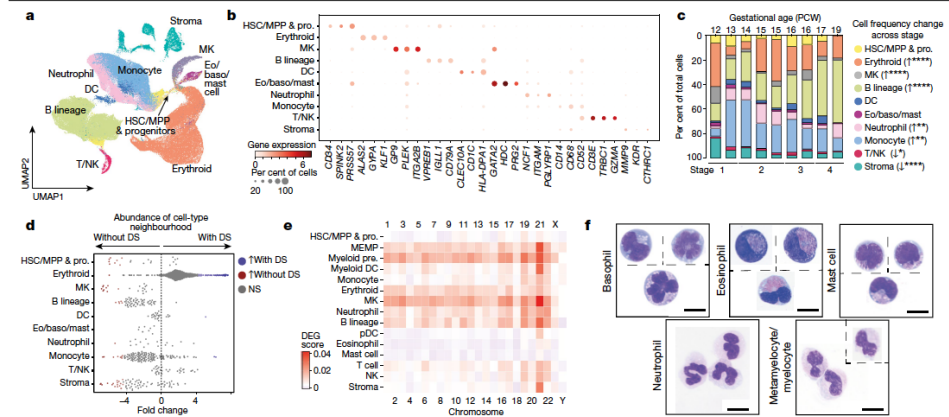 a
Stroma
MK
Eo/
baso/
mast
cell
Neutrophil
Monocyte
DC
B lineage
HSC/MPP
& progenitors
T/NK
Erythroid
UMAP2
UMAP1
b
HSC/MPP & pro.
Erythroid
MK
B lineage
DC
Eo/baso/mast
Neutrophil
Monocyte
T/NK
Stroma
CD34
SPINK2
PRSS57
ALAS2
GYPA
KLF1
GP9
PLEK
ITGA2B
VPREB1
IGLL1
CD79A
CLEC10A
CD1C
HLA-DPA1
GATA2
HDC
PRG2
NCF1
ITGAM
PGLYRP1
CD14
CD68
CD52
CD3E
TRBC1
GZMA
MMP9
KDR
CTHRC1
Gene expression
0 6
Per cent of cells
20 100
c
Gestational age (PCW)
12 13 14 15 15 16 16 17 19
0
20
40
60
80
100
Per cent of total cells
Stage 1 2 3 4
Cell frequency change
across stage
HSC/MPP & pro.
Erythroid (↑****)
MK (↑****)
B lineage (↑****)
DC
Eo/baso/mast
Neutrophil (↑**)
Monocyte (↑**)
T/NK (↓*)
Stroma (↓****)
d
Abundance of cell-type
neighbourhood
Without DS With DS
HSC/MPP & pro.
Erythroid
MK
B lineage
DC
Eo/baso/mast
Neutrophil
Monocyte
T/NK
Stroma
−4 0 4
Fold change
↑With DS
↑Without DS
NS
e
1 3 5 7 9 11 13 15 17 19 21 X
HSC/MPP & pro.
MEMP
Myeloid pre.
Myeloid DC
Monocyte
Erythroid
MK
Neutrophil
B lineage
pDC
Eosinophil
Mast cell
T cell
NK
Stroma
2 4 6 8 10 12 14 16 18 20 22 Y
Chromosome
DEG
score
0.04
0.02
0
f
Basophil
Eosinophil
Mast cell
Neutrophil
Metamyelocyte/
myelocyte